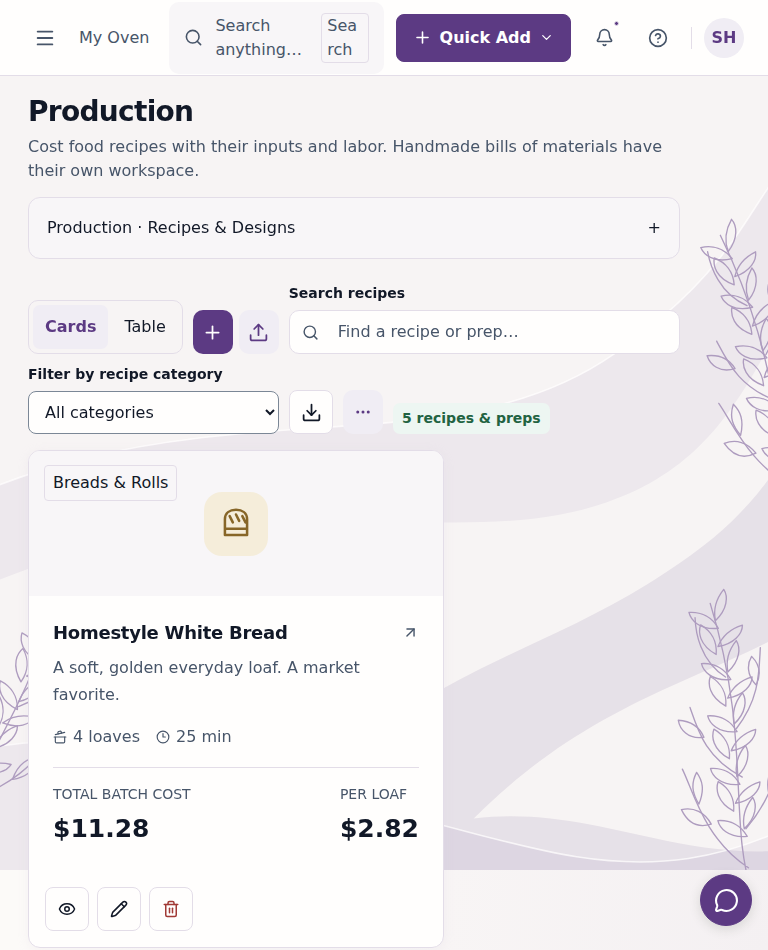 My Oven
Search
anything…
Sea
rch
Quick Add
SH
Production
Cost food recipes with their inputs and labor. Handmade bills of materials have
their own workspace.
Production · Recipes & Designs
+
Search recipes
Cards
Table
Find a recipe or prep…
Filter by recipe category
All categories
5 recipes & preps
Breads & Rolls
Homestyle White Bread
A soft, golden everyday loaf. A market
favorite.
4 loaves
25 min
TOTAL BATCH COST
PER LOAF
$11.28
$2.82